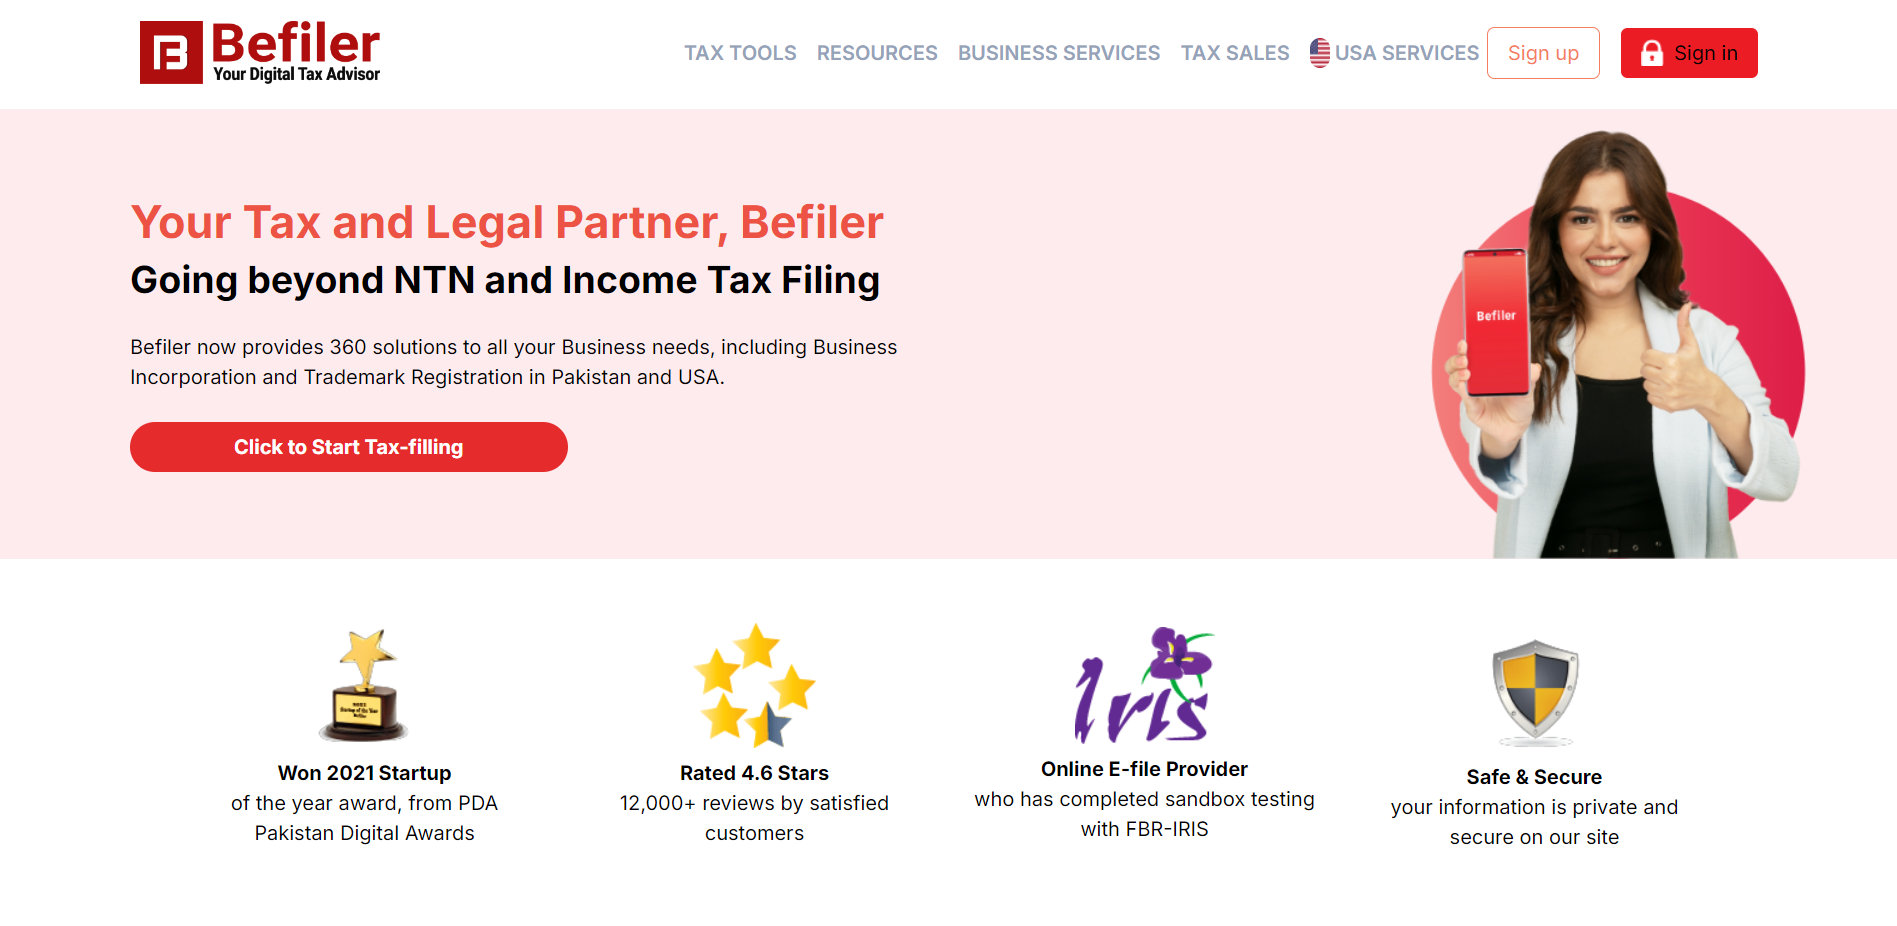 Befiler
Your Digital Tax Advisor
TAX TOOLS
RESOURCES
BUSINESS SERVICES
TAX SALES
USA SERVICES
Sign up
Sign in
Your Tax and Legal Partner, Befiler
Going beyond NTN and Income Tax Filing
Befiler now provides 360 solutions to all your Business needs, including Business
Incorporation and Trademark Registration in Pakistan and USA.
Click to Start Tax-filling
Befiler
Iris
Won 2021 Startup
of the year award, from PDA
Pakistan Digital Awards
Rated 4.6 Stars
12,000+ reviews by satisfied
customers
Online E-file Provider
who has completed sandbox testing
with FBR-IRIS
Safe & Secure
your information is private and
secure on our site